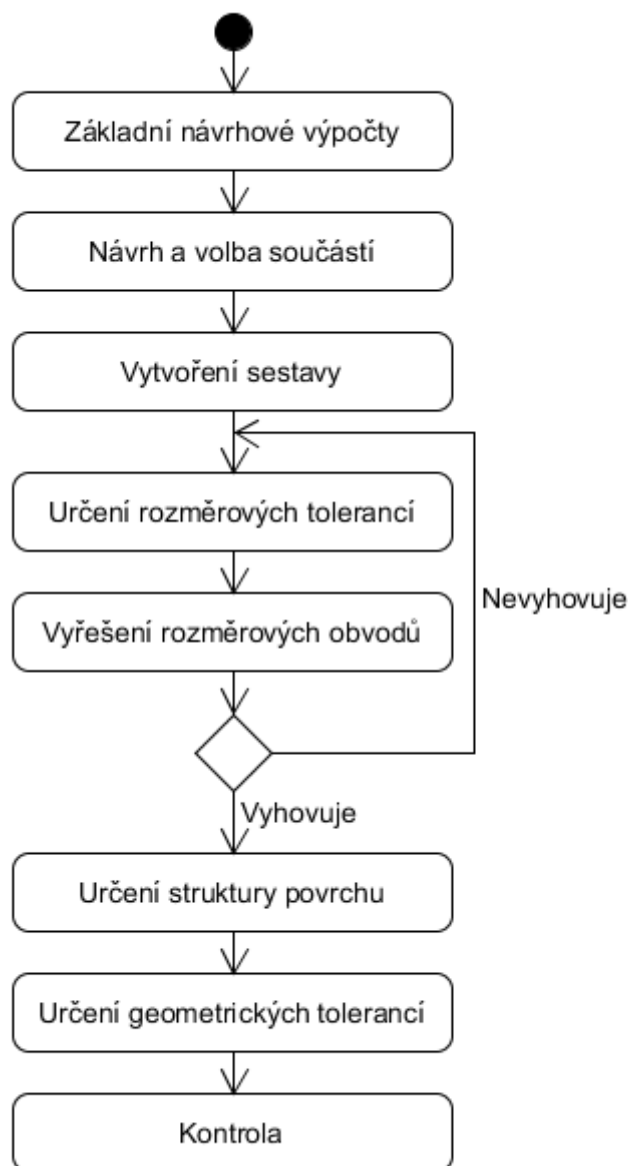 Základní návrhové výpočty
Návrh a volba součástí
Vytvoření sestavy
Určení rozměrových tolerancí
Nevyhovuje
Vyřešení rozměrových obvodů
Vyhovuje
Určení struktury povrchu
Určení geometrických tolerancí
Kontrola